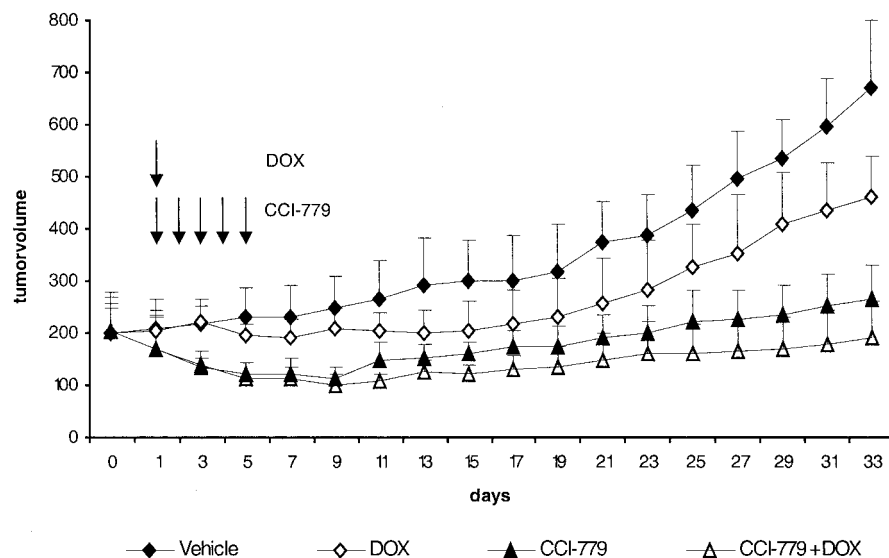 800
700
600
500
400
300
200
100
0
tumorvolume
DOX
CCI-779
0 1 3 5 7 9 11 13 15 17 19 21 23 25 27 29 31 33
days
Vehicle DOX CCI-779 CCI-779+DOX